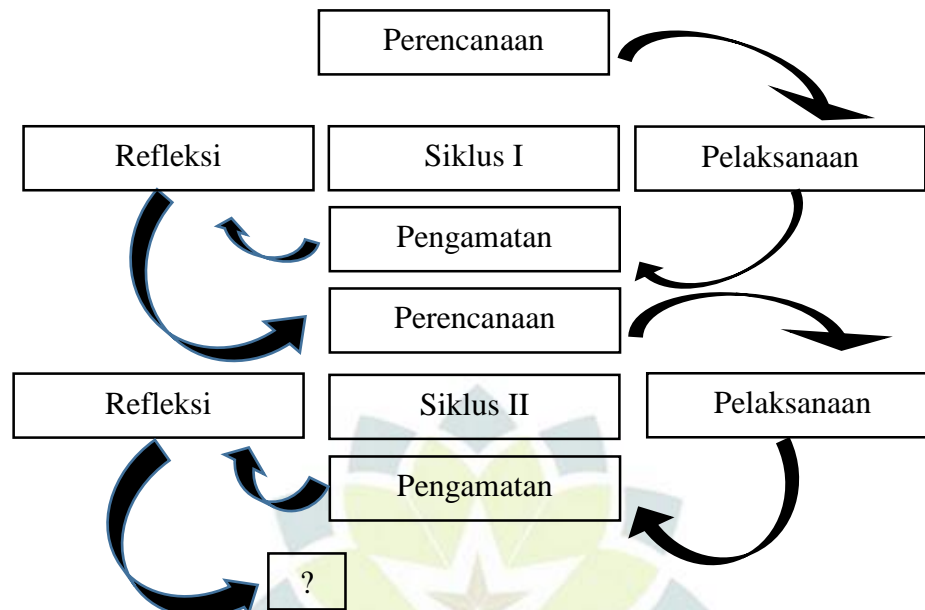 Perencanaan
Refleksi
Siklus I
Pelaksanaan
Pengamatan
Perencanaan
Refleksi
Siklus II
Pelaksanaan
Pengamatan
?